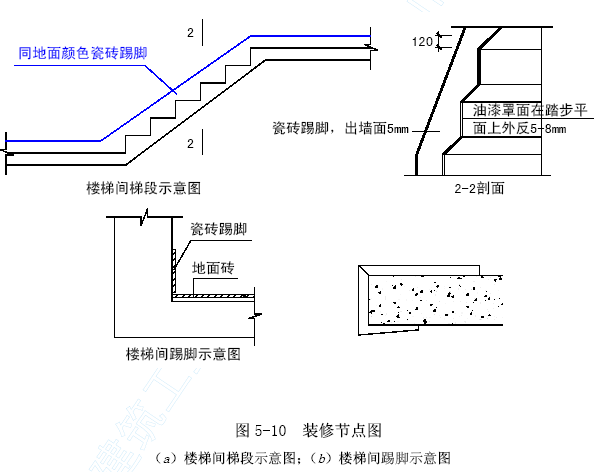 2
同地面颜色瓷砖踢脚
2
楼梯间梯段示意图
120
瓷砖踢脚，出墙面5mm
油漆罩面在踏步平
面上外反5-8mm
2-2剖面
瓷砖踢脚
地面砖
楼梯间踢脚示意图
图 5-10 装修节点图
（a）楼梯间梯段示意图；（b）楼梯间踢脚示意图
建筑工